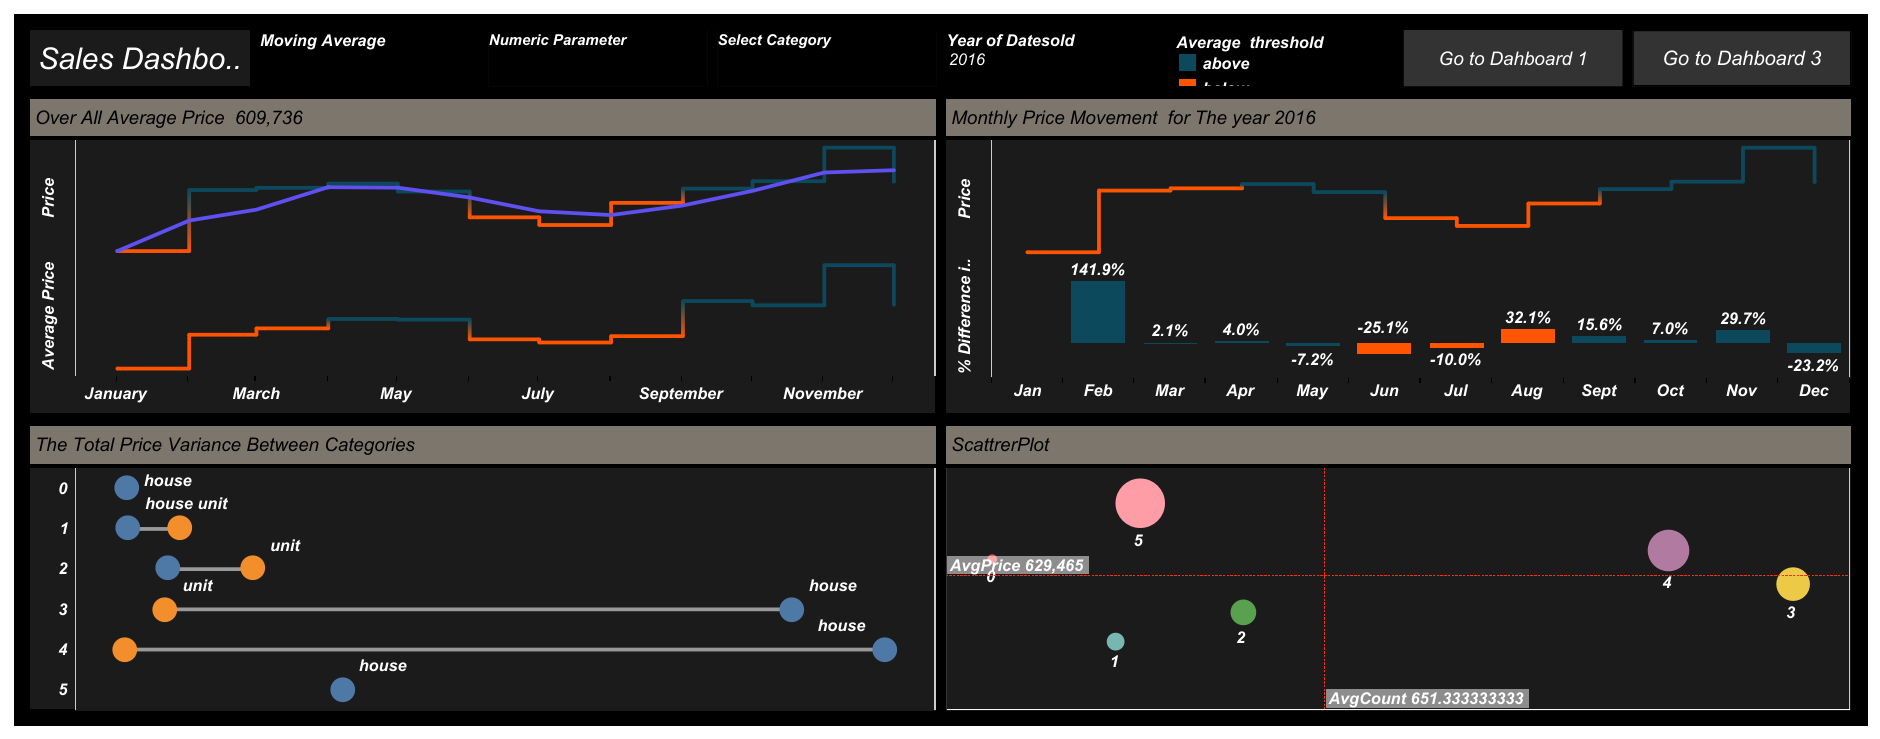 Sales Dashbo..
Moving Average
Numeric Parameter
Select Category
Year of Datesold
2016
Average threshold
above
Go to Dahboard 1
Go to Dahboard 3
Over All Average Price 609,736
Price
Average Price
January March May July September November
Monthly Price Movement for The year 2016
Price
% Difference i..
141.9% 2.1% 4.0% -7.2% -25.1% -10.0% 32.1% 15.6% 7.0% 29.7% -23.2%
Jan Feb Mar Apr May Jun Jul Aug Sept Oct Nov Dec
The Total Price Variance Between Categories
0 house
house unit
1
unit
2
unit house
3
house
4
house
5
ScattrerPlot
5
AvgPrice 629,465
0
4
3
2
1
AvgCount 651.333333333